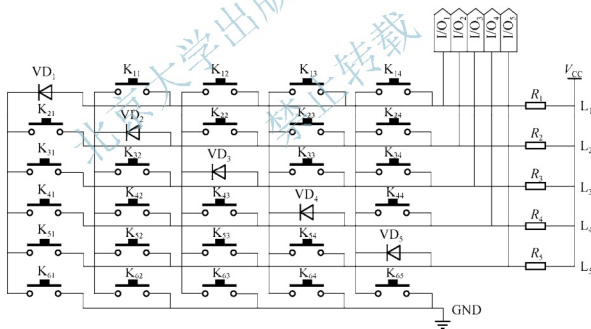 I/O₁ I/O₂ I/O₃ I/O₄ I/O₅
V_CC
VD₁ K₁₁ K₁₂ K₁₃ K₁₄ R₁ L₁
K₂₁ VD₂ K₂₂ K₂₃ K₂₄ R₂ L₂
K₃₁ K₃₂ VD₃ K₃₃ K₃₄ R₃ L₃
K₄₁ K₄₂ K₄₃ VD₄ K₄₄ R₄ L₄
K₅₁ K₅₂ K₅₃ K₅₄ VD₅ R₅ L₅
K₆₁ K₆₂ K₆₃ K₆₄ K₆₅
GND
北京大学出版
禁止转载